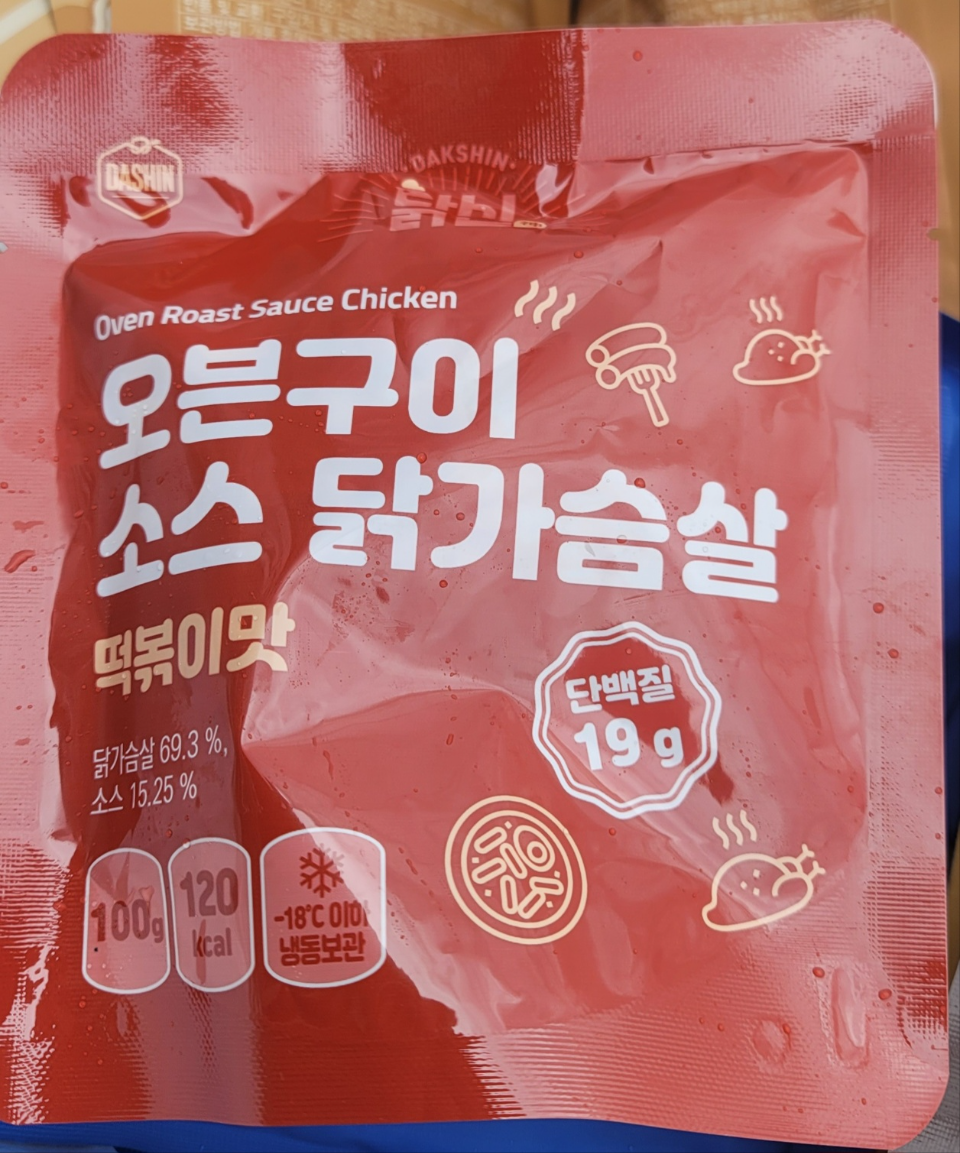 DASHIN
·DAKSHIN·
닭신
Oven Roast Sauce Chicken
오븐구이
소스 닭가슴살
떡볶이맛
단백질
19 g
닭가슴살 69.3 %,
소스 15.25 %
100g
120
kcal
-18℃ 이하
냉동보관